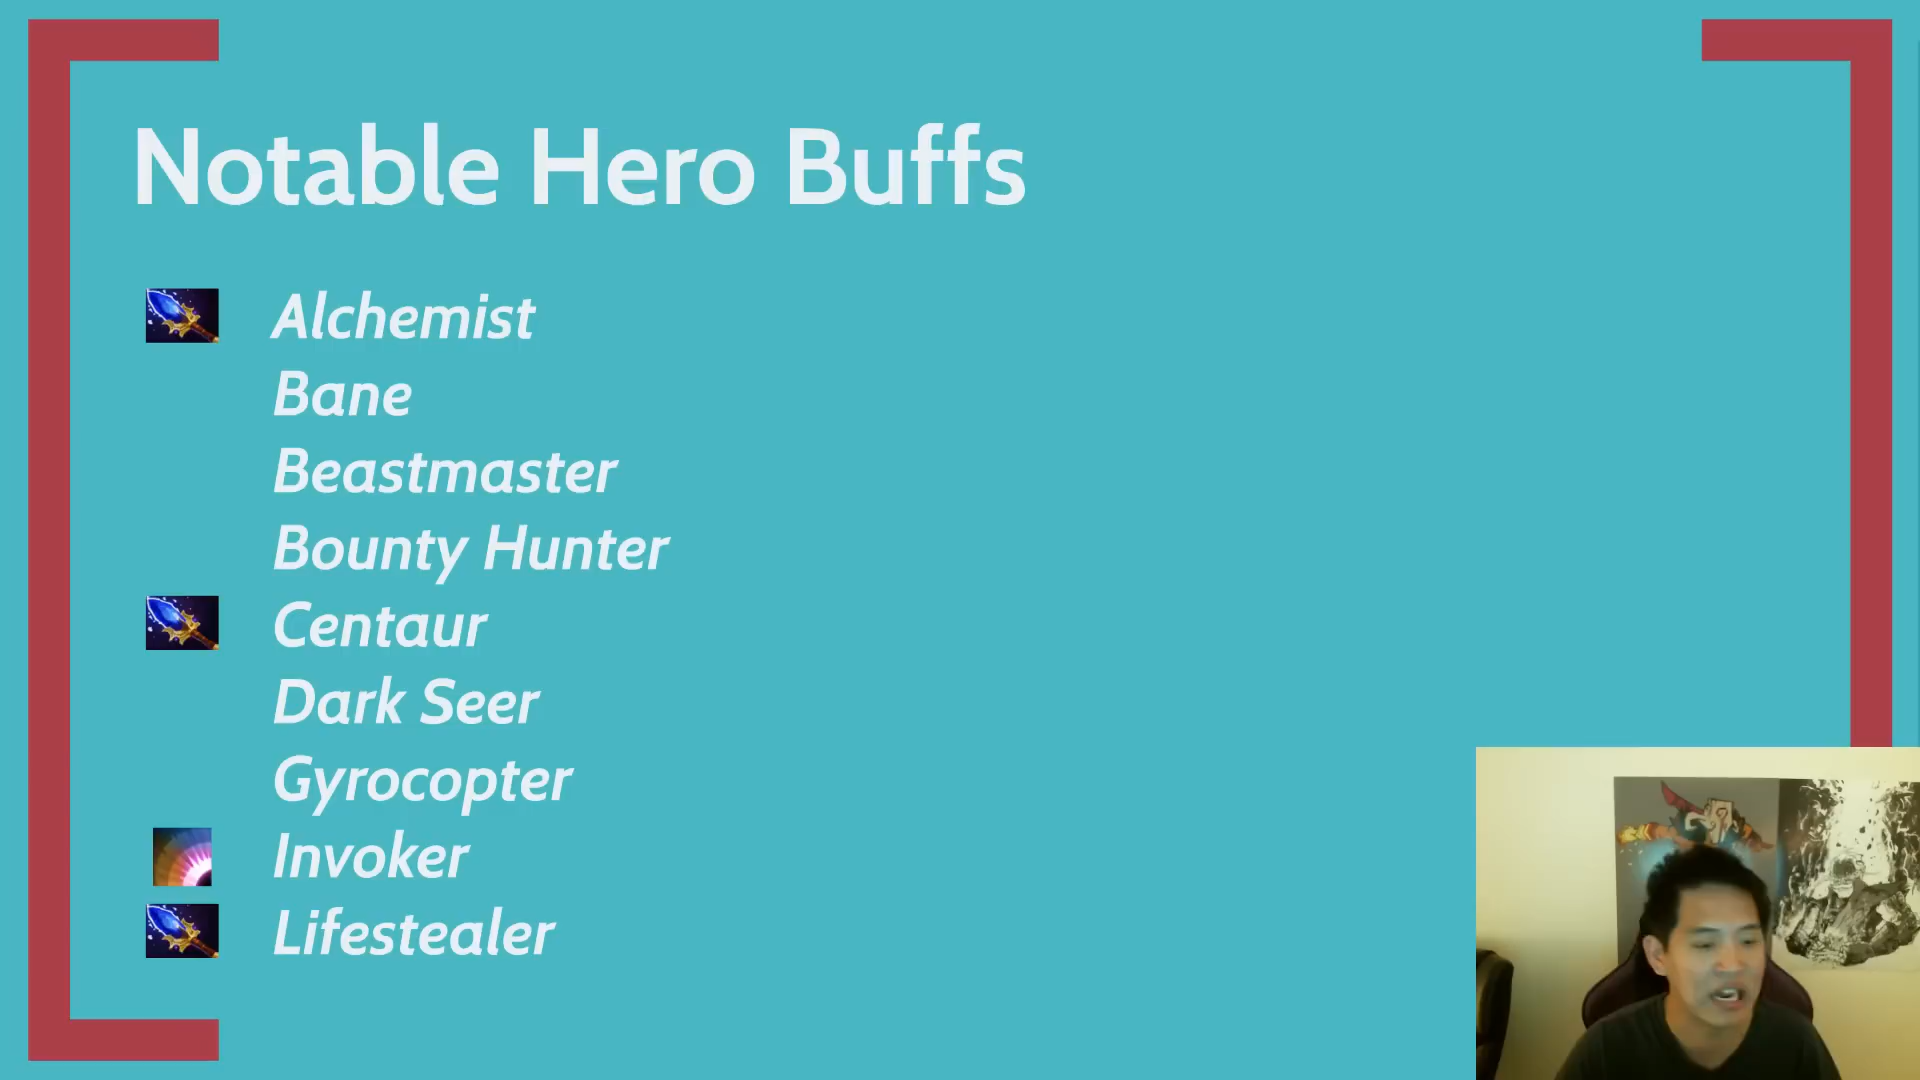 Notable Hero Buffs
Alchemist
Bane
Beastmaster
Bounty Hunter
Centaur
Dark Seer
Gyrocopter
Invoker
Lifestealer